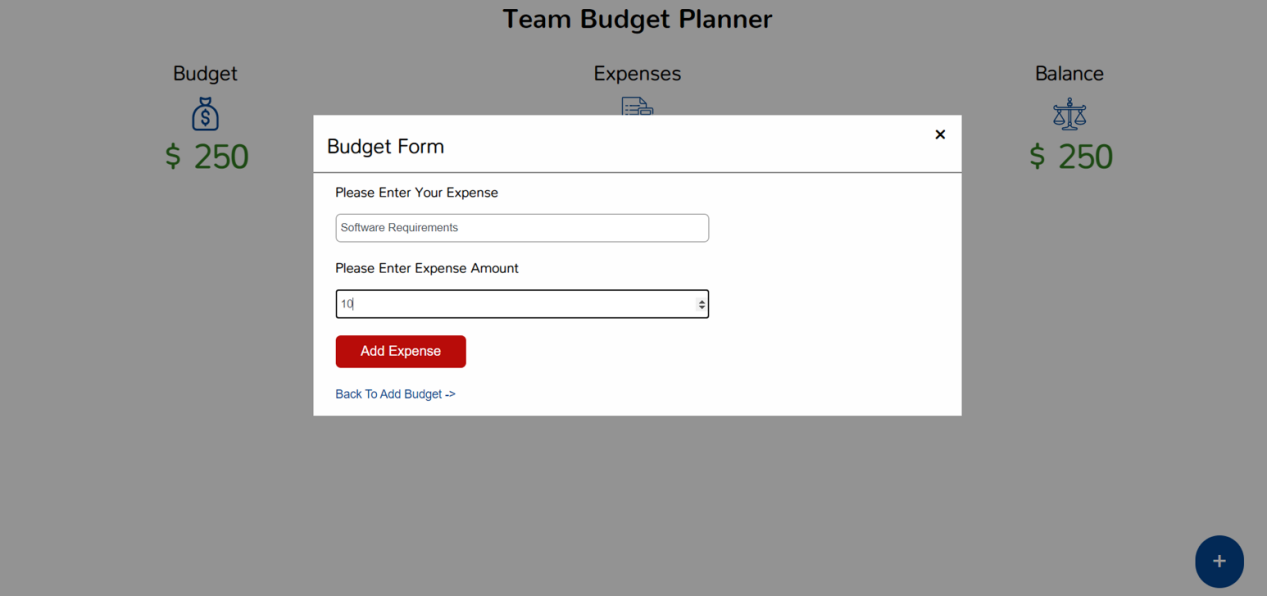 Team Budget Planner
Budget
Expenses
Balance
$ 250
$ 250
Budget Form
×
Please Enter Your Expense
Software Requirements
Please Enter Expense Amount
10
Add Expense
Back To Add Budget ->
+